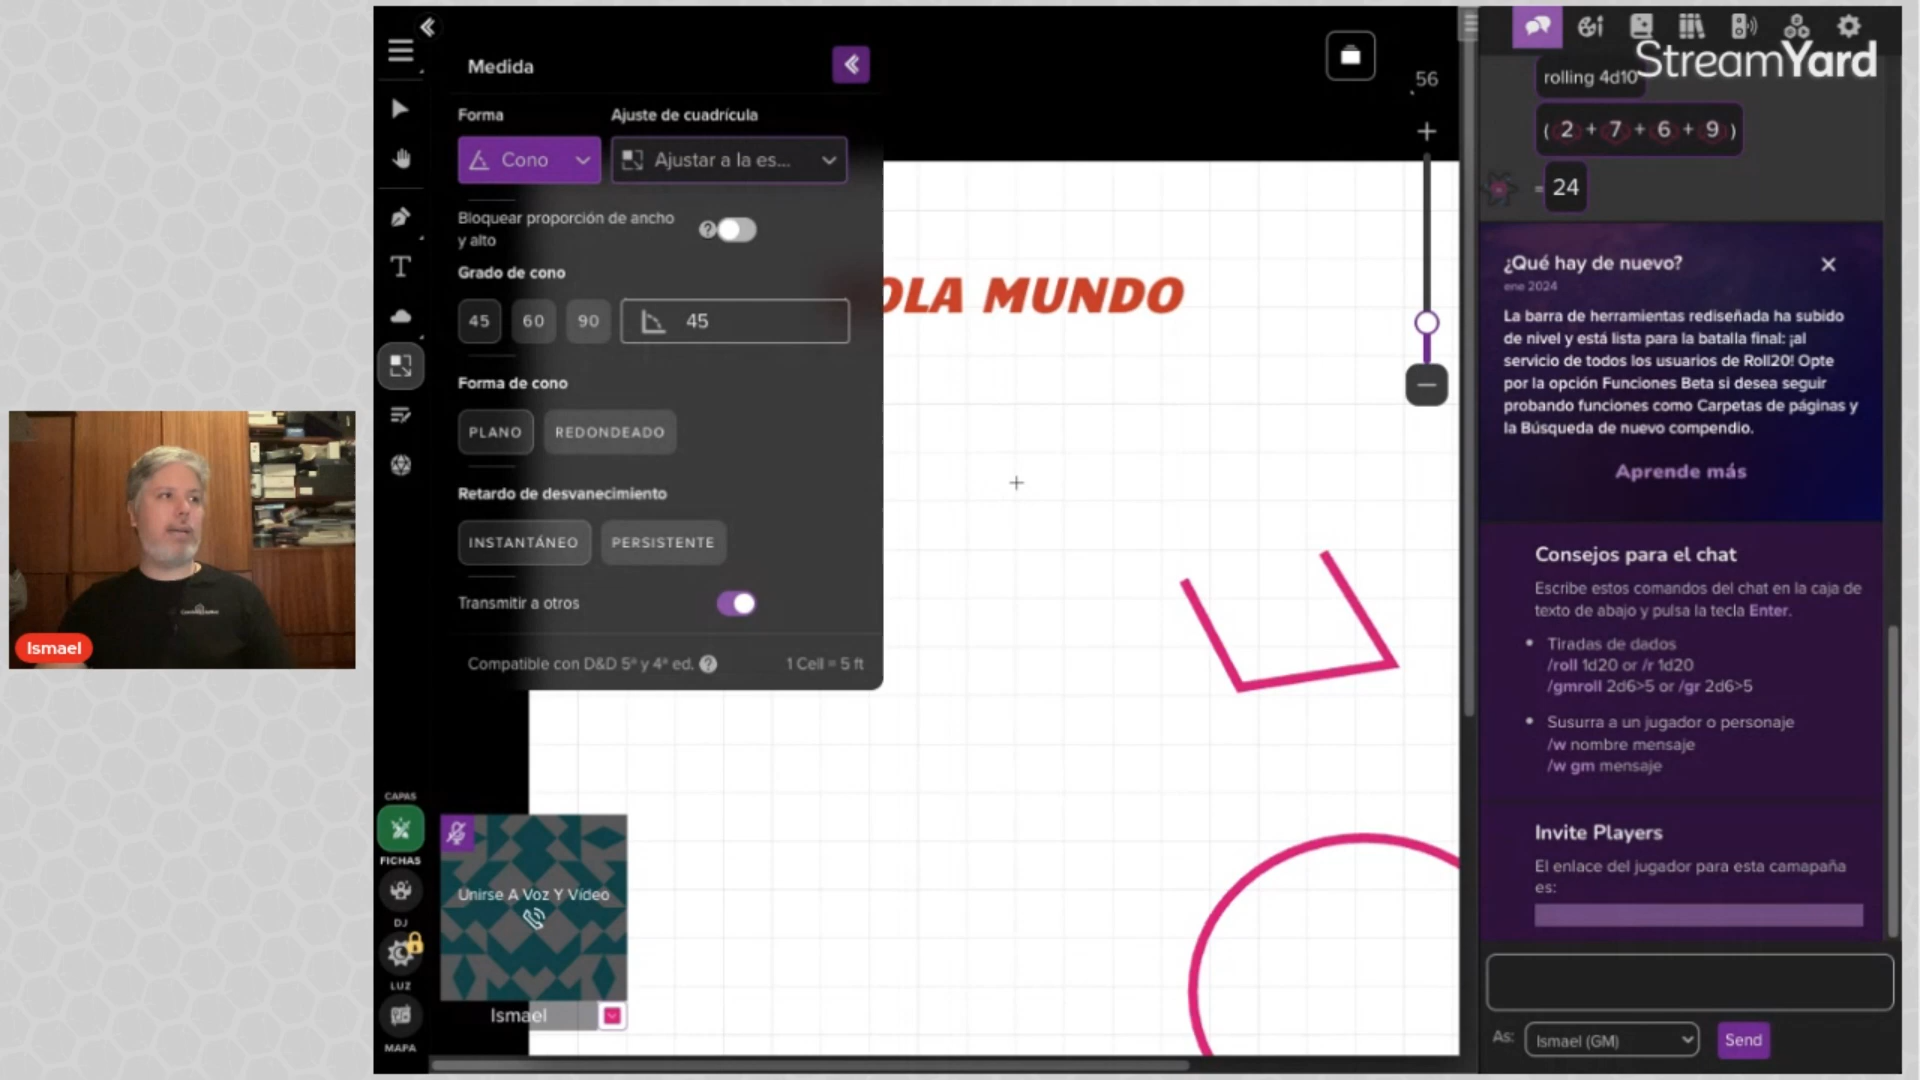 Medida
Forma
Ajuste de cuadrícula
Cono
Ajustar a la es...
Bloquear proporción de ancho
y alto
Grado de cono
45
60
90
45
Forma de cono
PLANO
REDONDEADO
Retardo de desvanecimiento
INSTANTÁNEO
PERSISTENTE
Transmitir a otros
Compatible con D&D 5ª y 4ª ed.
1 Cell = 5 ft
OLA MUNDO
56
StreamYard
rolling 4d10
( 2 + 7 + 6 + 9 )
= 24
¿Qué hay de nuevo?
ene 2024
La barra de herramientas rediseñada ha subido
de nivel y está lista para la batalla final: ¡al
servicio de todos los usuarios de Roll20! Opte
por la opción Funciones Beta si desea seguir
probando funciones como Carpetas de páginas y
la Búsqueda de nuevo compendio.
Aprende más
Consejos para el chat
Escribe estos comandos del chat en la caja de
texto de abajo y pulsa la tecla Enter.
• Tiradas de dados
/roll 1d20 or /r 1d20
/gmroll 2d6>5 or /gr 2d6>5
• Susurra a un jugador o personaje
/w nombre mensaje
/w gm mensaje
Invite Players
El enlace del jugador para esta camapaña
es:
As:
Ismael (GM)
Send
Ismael
CAPAS
FICHAS
DJ
LUZ
MAPA
Unirse A Voz Y Vídeo
Ismael